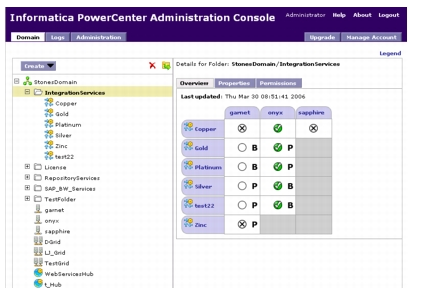 Informatica PowerCenter Administration Console
Administrator Help About Logout
Domain Logs Administration
Upgrade Manage Account
Legend
Create
StonesDomain
IntegrationServices
Copper
Gold
Platinum
Silver
Zinc
test22
License
RepositoryServices
SAP_BW_Services
TestFolder
garnet
onyx
sapphire
DGrid
LJ_Grid
TestGrid
WebServicesHub
t_Hub
Details for Folder: StonesDomain/IntegrationServices
Overview Properties Permissions
Last updated: Thu Mar 30 08:51:41 2006
garnet onyx sapphire
Copper
Gold B P
Platinum B P
Silver P B
test22 P B
Zinc P